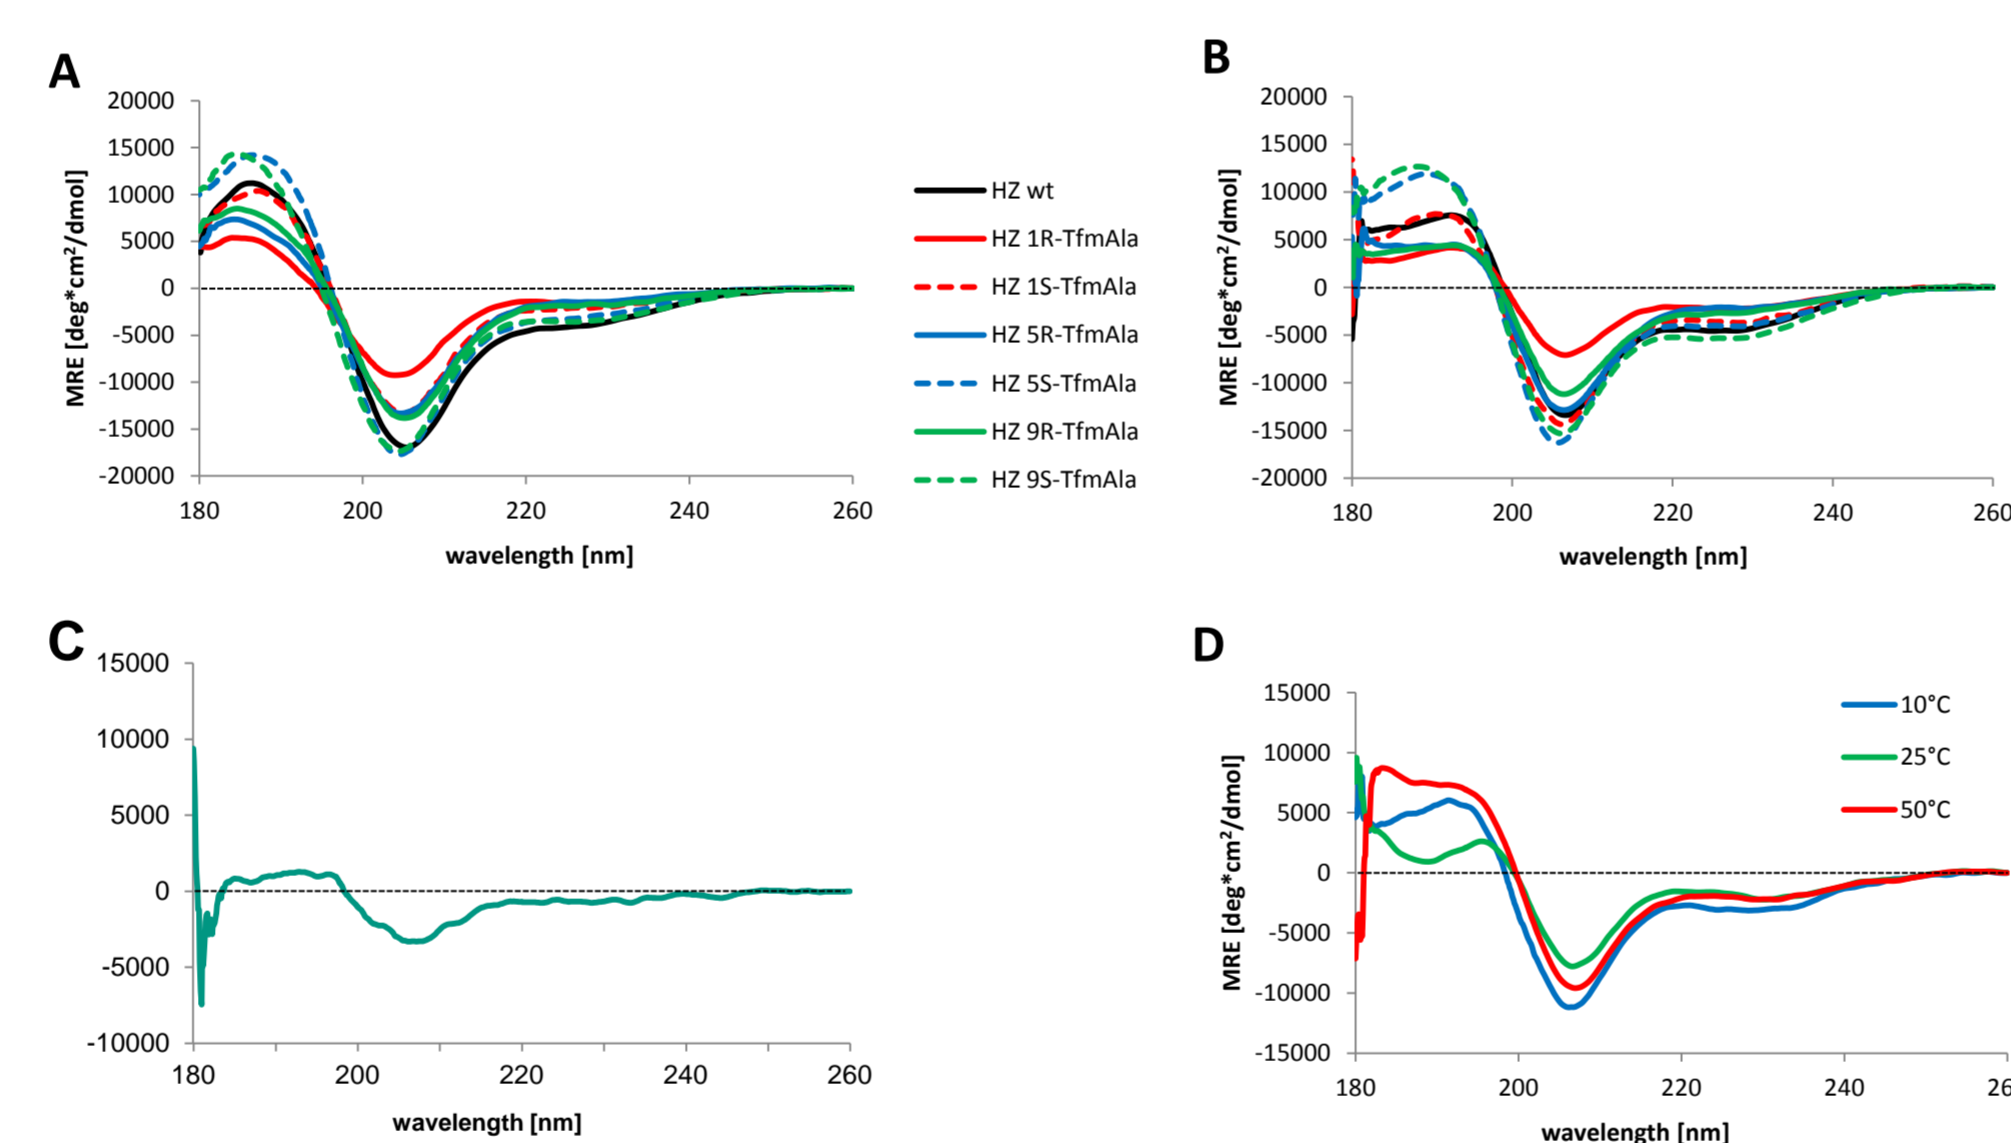 A
20000
15000
10000
5000
0
-5000
-10000
-15000
-20000
180
200
220
240
260
MRE [deg*cm²/dmol]
wavelength [nm]
HZ wt
HZ 1R-TfmAla
HZ 1S-TfmAla
HZ 5R-TfmAla
HZ 5S-TfmAla
HZ 9R-TfmAla
HZ 9S-TfmAla
B
20000
15000
10000
5000
0
-5000
-10000
-15000
-20000
180
200
220
240
260
MRE [deg*cm²/dmol]
wavelength [nm]
C
15000
10000
5000
0
-5000
-10000
180
200
220
240
260
wavelength [nm]
D
15000
10000
5000
0
-5000
-10000
-15000
180
200
220
240
26
MRE [deg*cm²/dmol]
wavelength [nm]
10°C
25°C
50°C